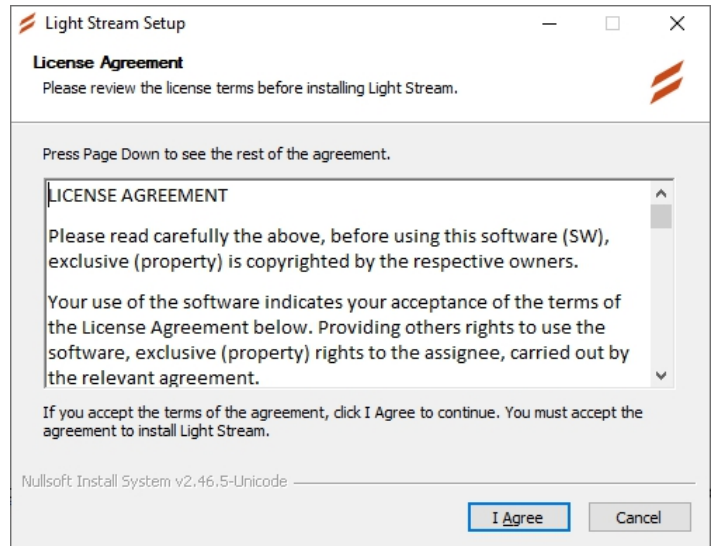 Light Stream Setup
License Agreement
Please review the license terms before installing Light Stream.
Press Page Down to see the rest of the agreement.
LICENSE AGREEMENT
Please read carefully the above, before using this software (SW),
exclusive (property) is copyrighted by the respective owners.
Your use of the software indicates your acceptance of the terms of
the License Agreement below. Providing others rights to use the
software, exclusive (property) rights to the assignee, carried out by
the relevant agreement.
If you accept the terms of the agreement, click I Agree to continue. You must accept the
agreement to install Light Stream.
Nullsoft Install System v2.46.5-Unicode
I Agree Cancel